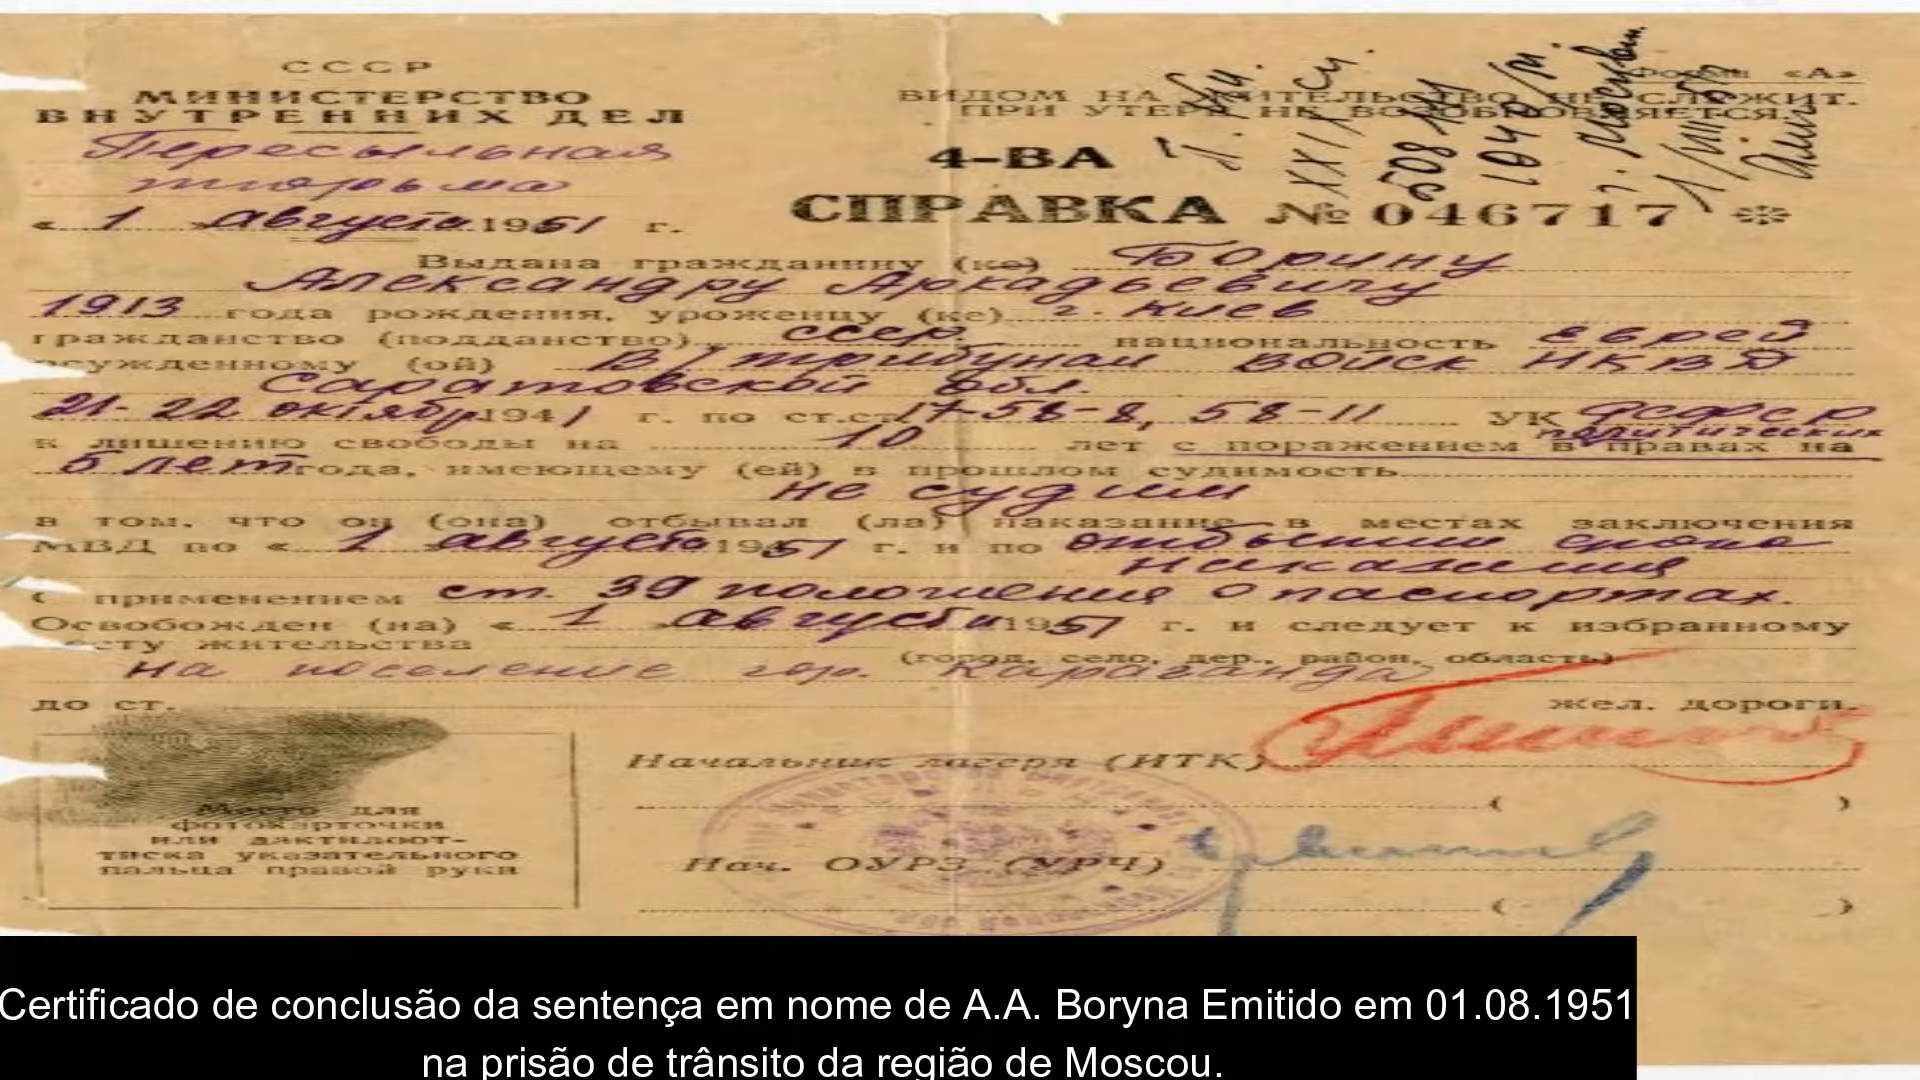 СССР
МИНИСТЕРСТВО
ВНУТРЕННИХ ДЕЛ
Пересыльная
тюрьма
« 1 » августа 1951 г.
Форма «А»
ВИДОМ НА ЖИТЕЛЬСТВО НЕ СЛУЖИТ.
ПРИ УТЕРЕ НЕ ВОЗОБНОВЛЯЕТСЯ.
4-ВА
СПРАВКА № 046717
XXIX СИ
г. Москвы
Выдана гражданину (ке) Борину
Александру Аркадьевичу
1913 года рождения, уроженцу (ке) г. Киев
гражданство (подданство) СССР. национальность еврей
осужденному (ой) В/трибунал войск НКВД
Саратовской обл.
21-22 октября 1941 г. по ст.ст. 17-58-8, 58-11 УК РСФСР
к лишению свободы на 10 лет с поражением в политических правах на
5 лет года, имеющему (ей) в прошлом судимость
не судим
в том, что он (она) отбывал (ла) наказание в местах заключения
МВД по « 1 » августа 1951 г. и по отбытии срока
наказания
с применением ст. 39 положения о паспортах.
Освобожден (на) « 1 » августа 1951 г. и следует к избранному
месту жительства
(город, село, дер., район, область)
на поселение гор. Караганда
до ст. жел. дороги.
Начальник лагеря (ИТК)
( )
Нач. ОУРЗ (УРЧ)
( )
Место для
фотокарточки
или дактилоот-
тиска указательного
пальца правой руки
Certificado de conclusão da sentença em nome de A.A. Boryna Emitido em 01.08.1951
na prisão de trânsito da região de Moscou.